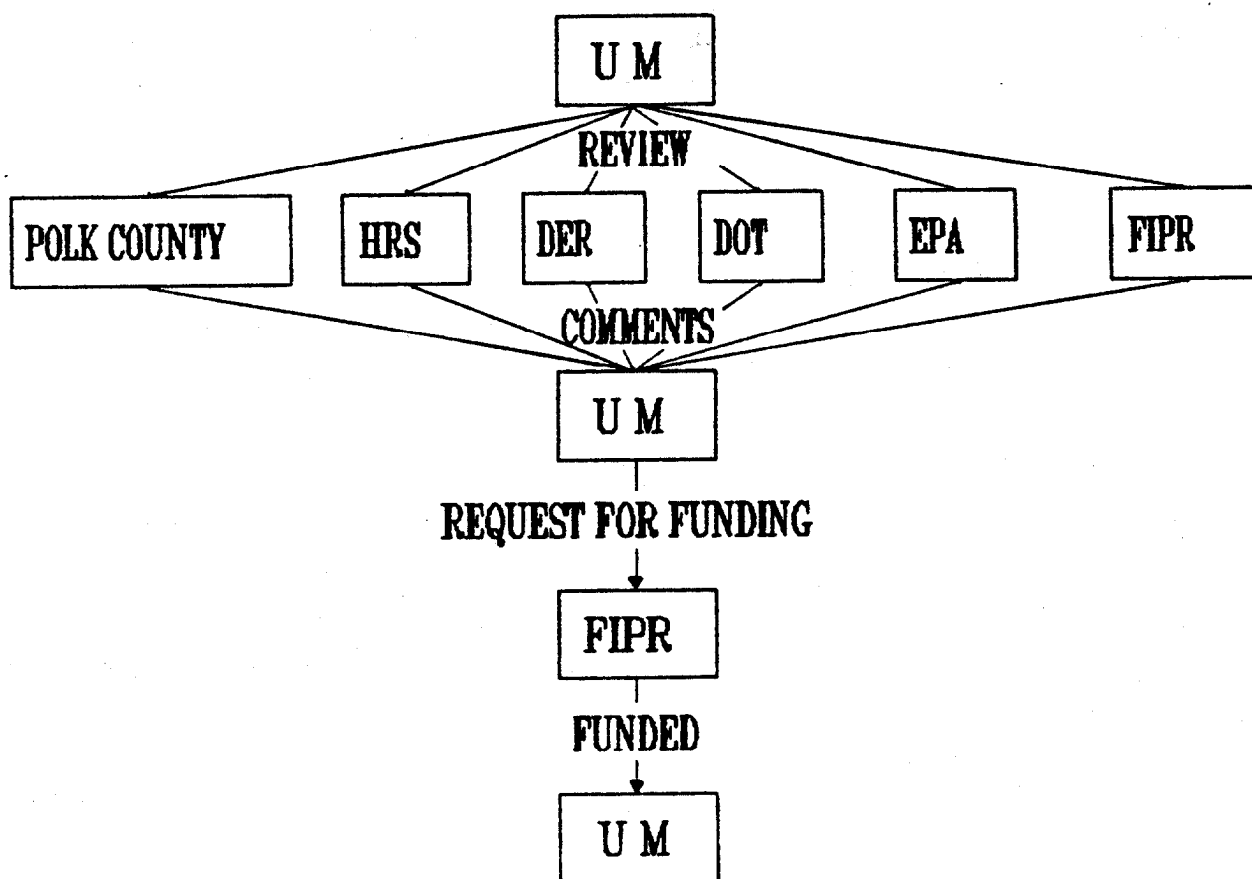 U M
REVIEW
POLK COUNTY HRS DER DOT EPA FIPR
COMMENTS
U M
REQUEST FOR FUNDING
FIPR
FUNDED
U M